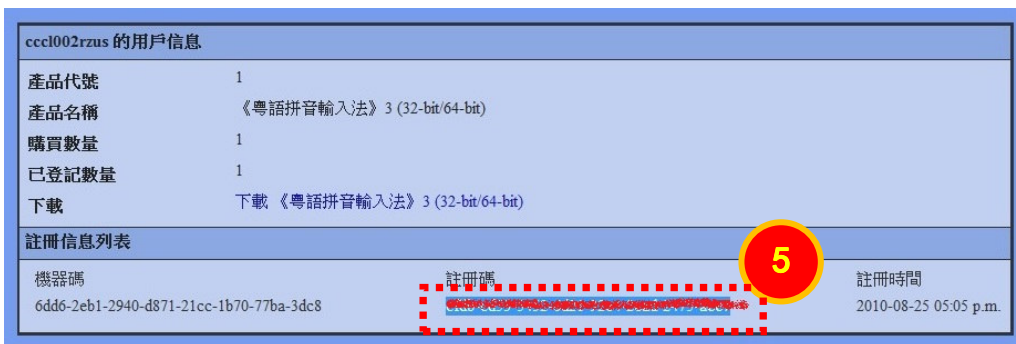 cccl002rzus 的用戶信息
產品代號 1
產品名稱 《粵語拼音輸入法》3 (32-bit/64-bit)
購買數量 1
已登記數量 1
下載 下載 《粵語拼音輸入法》3 (32-bit/64-bit)
註冊信息列表
5
機器碼 註冊碼 註冊時間
6dd6-2eb1-2940-d871-21cc-1b70-77ba-3dc8 2010-08-25 05:05 p.m.